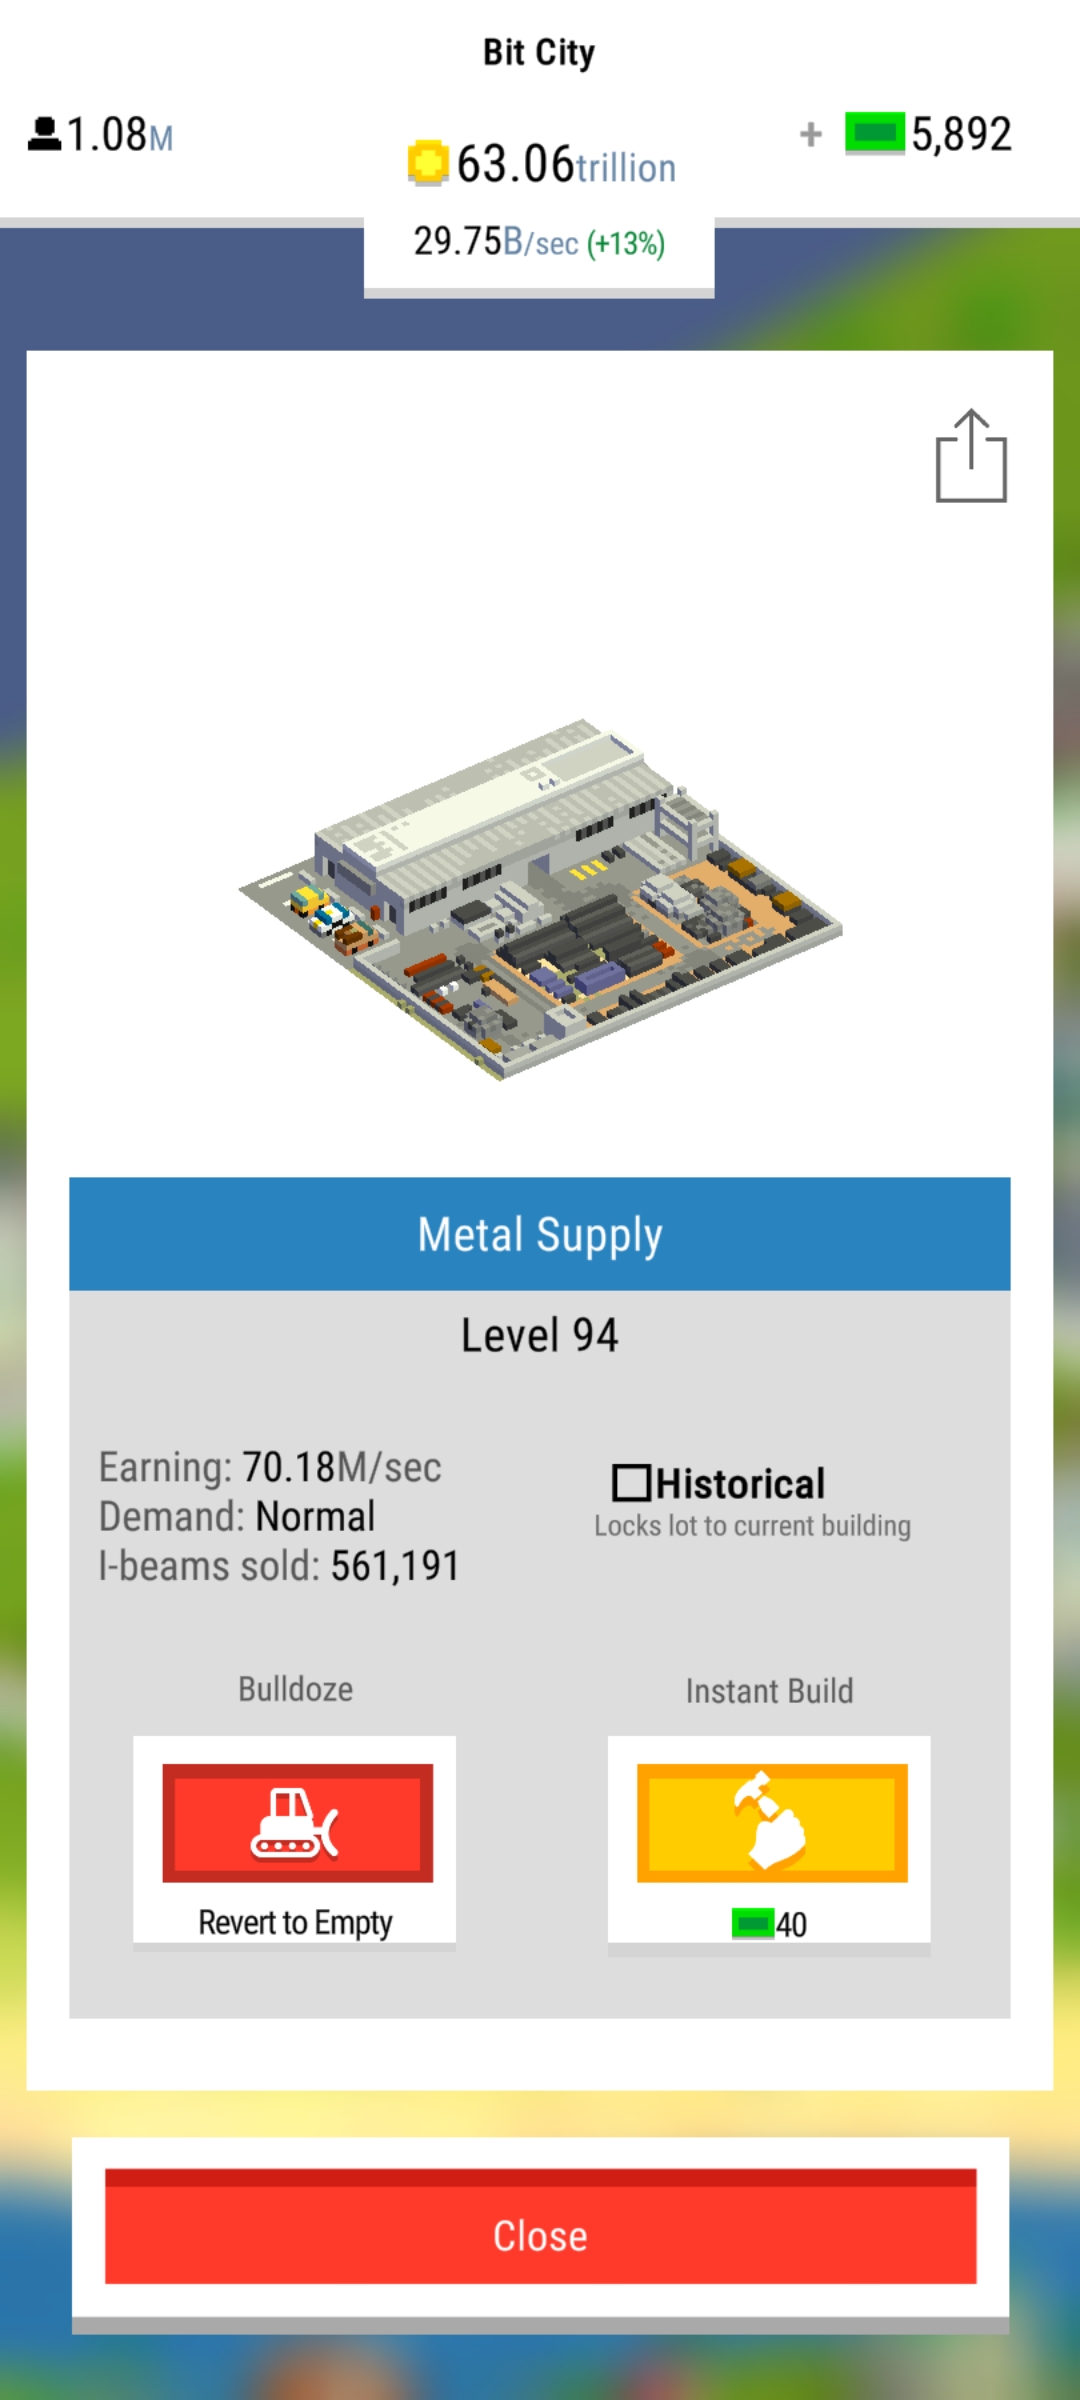 Bit City
1.08M
63.06trillion
+ 5,892
29.75B/sec (+13%)
Metal Supply
Level 94
Earning: 70.18M/sec
Demand: Normal
I-beams sold: 561,191
Historical
Locks lot to current building
Bulldoze
Revert to Empty
Instant Build
40
Close